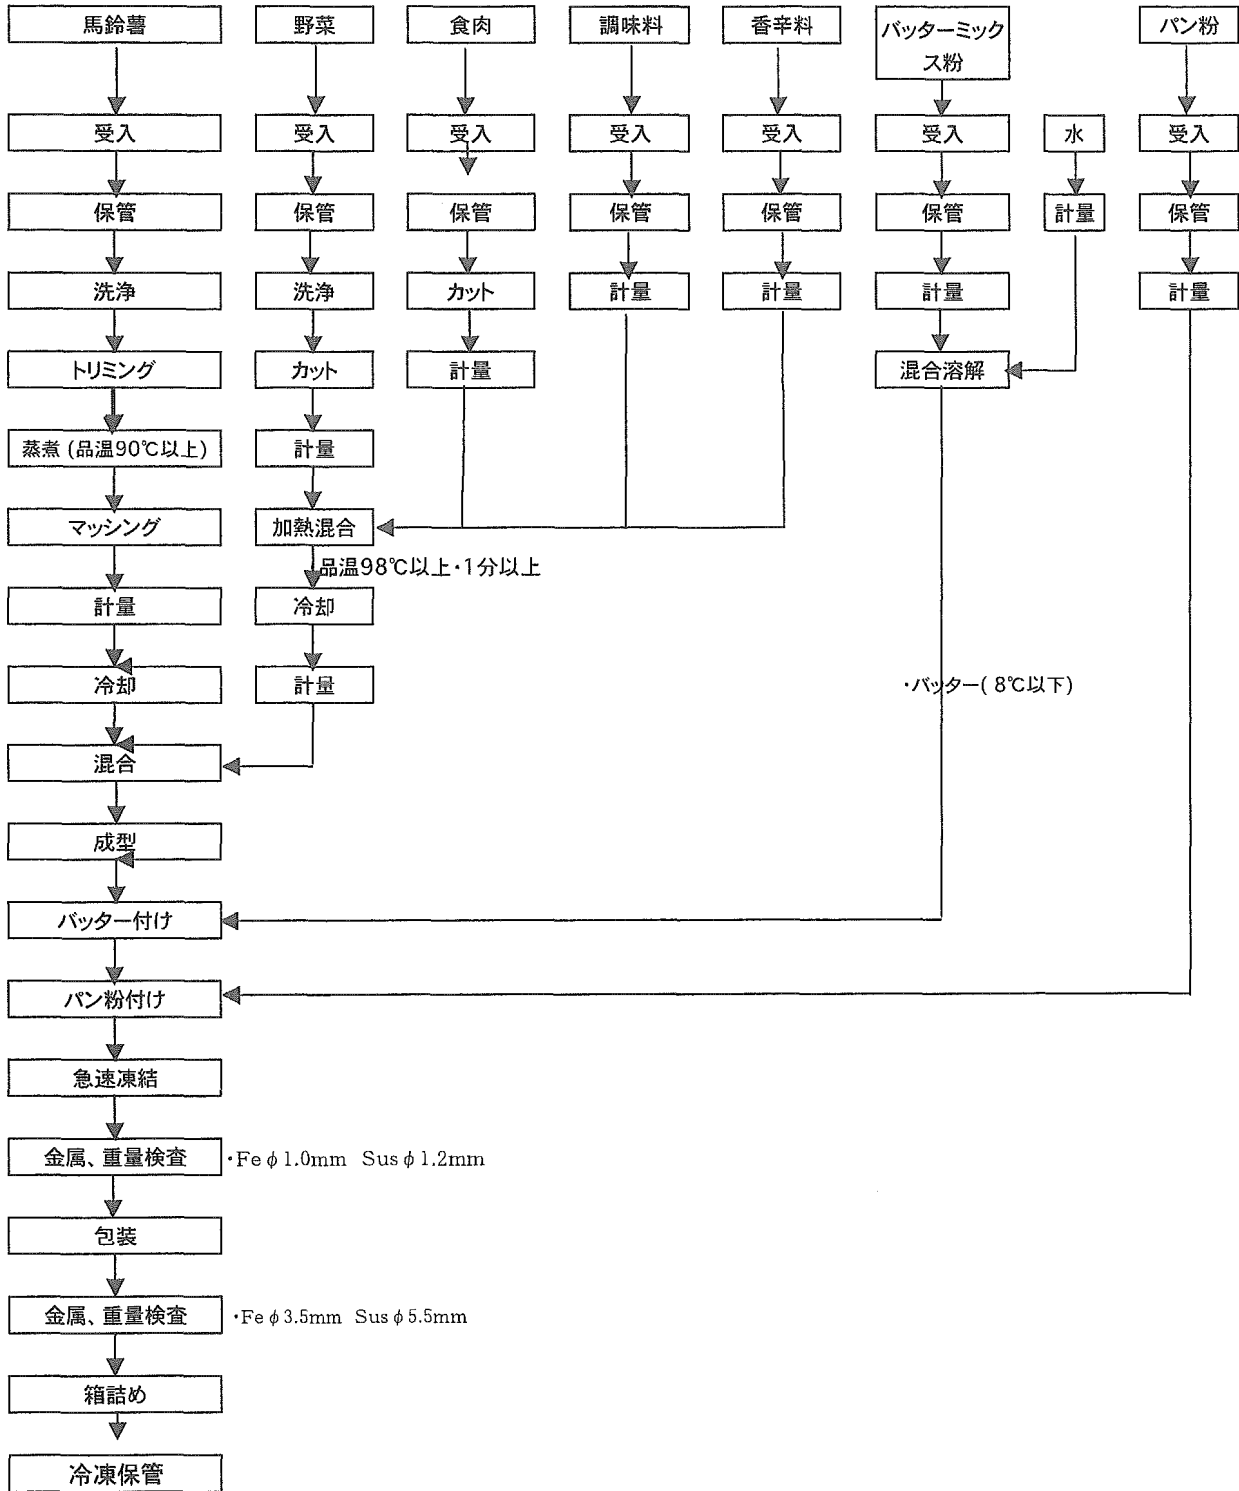 馬鈴薯
野菜
食肉
調味料
香辛料
バッターミック
ス粉
パン粉
受入
受入
受入
受入
受入
受入
水
受入
保管
保管
保管
保管
保管
保管
計量
保管
洗浄
洗浄
カット
計量
計量
計量
計量
トリミング
カット
計量
混合溶解
蒸煮 (品温90℃以上)
計量
マッシング
加熱混合
品温98℃以上・1分以上
計量
冷却
冷却
計量
・バッター( 8℃以下)
混合
成型
バッター付け
パン粉付け
急速凍結
金属、重量検査
・Feφ1.0mm Susφ1.2mm
包装
金属、重量検査
・Feφ3.5mm Susφ5.5mm
箱詰め
冷凍保管